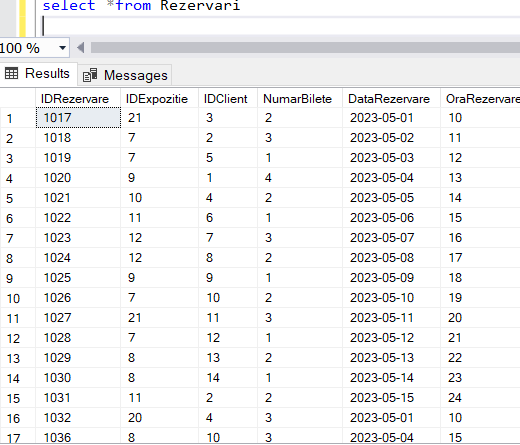 select *from Rezervari
100 %
Results Messages
IDRezervare IDExpozitie IDClient NumarBilete DataRezervare OraRezervare
1 1017 21 3 2 2023-05-01 10
2 1018 7 2 3 2023-05-02 11
3 1019 7 5 1 2023-05-03 12
4 1020 9 1 4 2023-05-04 13
5 1021 10 4 2 2023-05-05 14
6 1022 11 6 1 2023-05-06 15
7 1023 12 7 3 2023-05-07 16
8 1024 12 8 2 2023-05-08 17
9 1025 9 9 1 2023-05-09 18
10 1026 7 10 2 2023-05-10 19
11 1027 21 11 3 2023-05-11 20
12 1028 7 12 1 2023-05-12 21
13 1029 8 13 2 2023-05-13 22
14 1030 8 14 1 2023-05-14 23
15 1031 11 2 2 2023-05-15 24
16 1032 20 4 3 2023-05-01 10
17 1036 8 10 3 2023-05-04 15